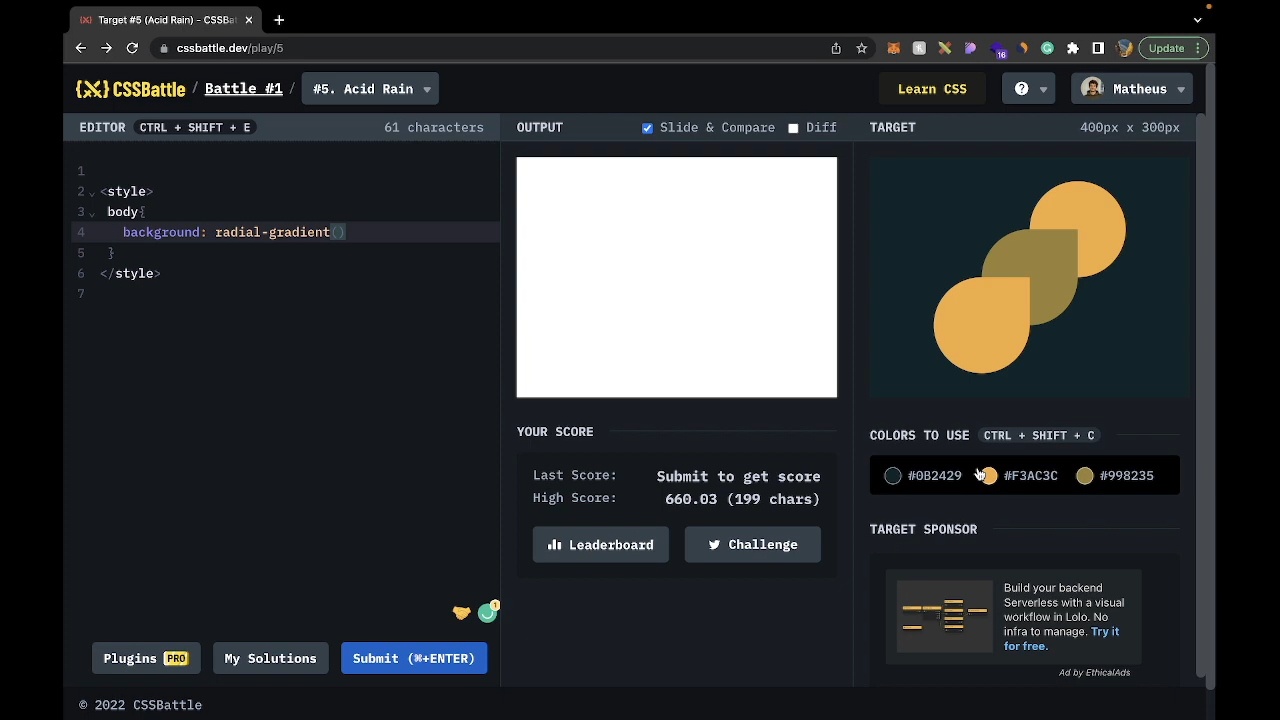 Target #5 (Acid Rain) – CSSBat
cssbattle.dev/play/5
16
Update
CSSBattle / Battle #1 / #5. Acid Rain
Learn CSS
Matheus
EDITOR CTRL + SHIFT + E 61 characters
1
2 <style>
3 body{
4 background: radial-gradient()
5 }
6 </style>
7
1
Plugins PRO
My Solutions
Submit (⌘+ENTER)
OUTPUT Slide & Compare Diff
YOUR SCORE
Last Score: Submit to get score
High Score: 660.03 (199 chars)
Leaderboard
Challenge
TARGET 400px x 300px
COLORS TO USE CTRL + SHIFT + C
#0B2429 #F3AC3C #998235
TARGET SPONSOR
Build your backend
Serverless with a visual
workflow in Lolo. No
infra to manage. Try it
for free.
Ad by EthicalAds
© 2022 CSSBattle